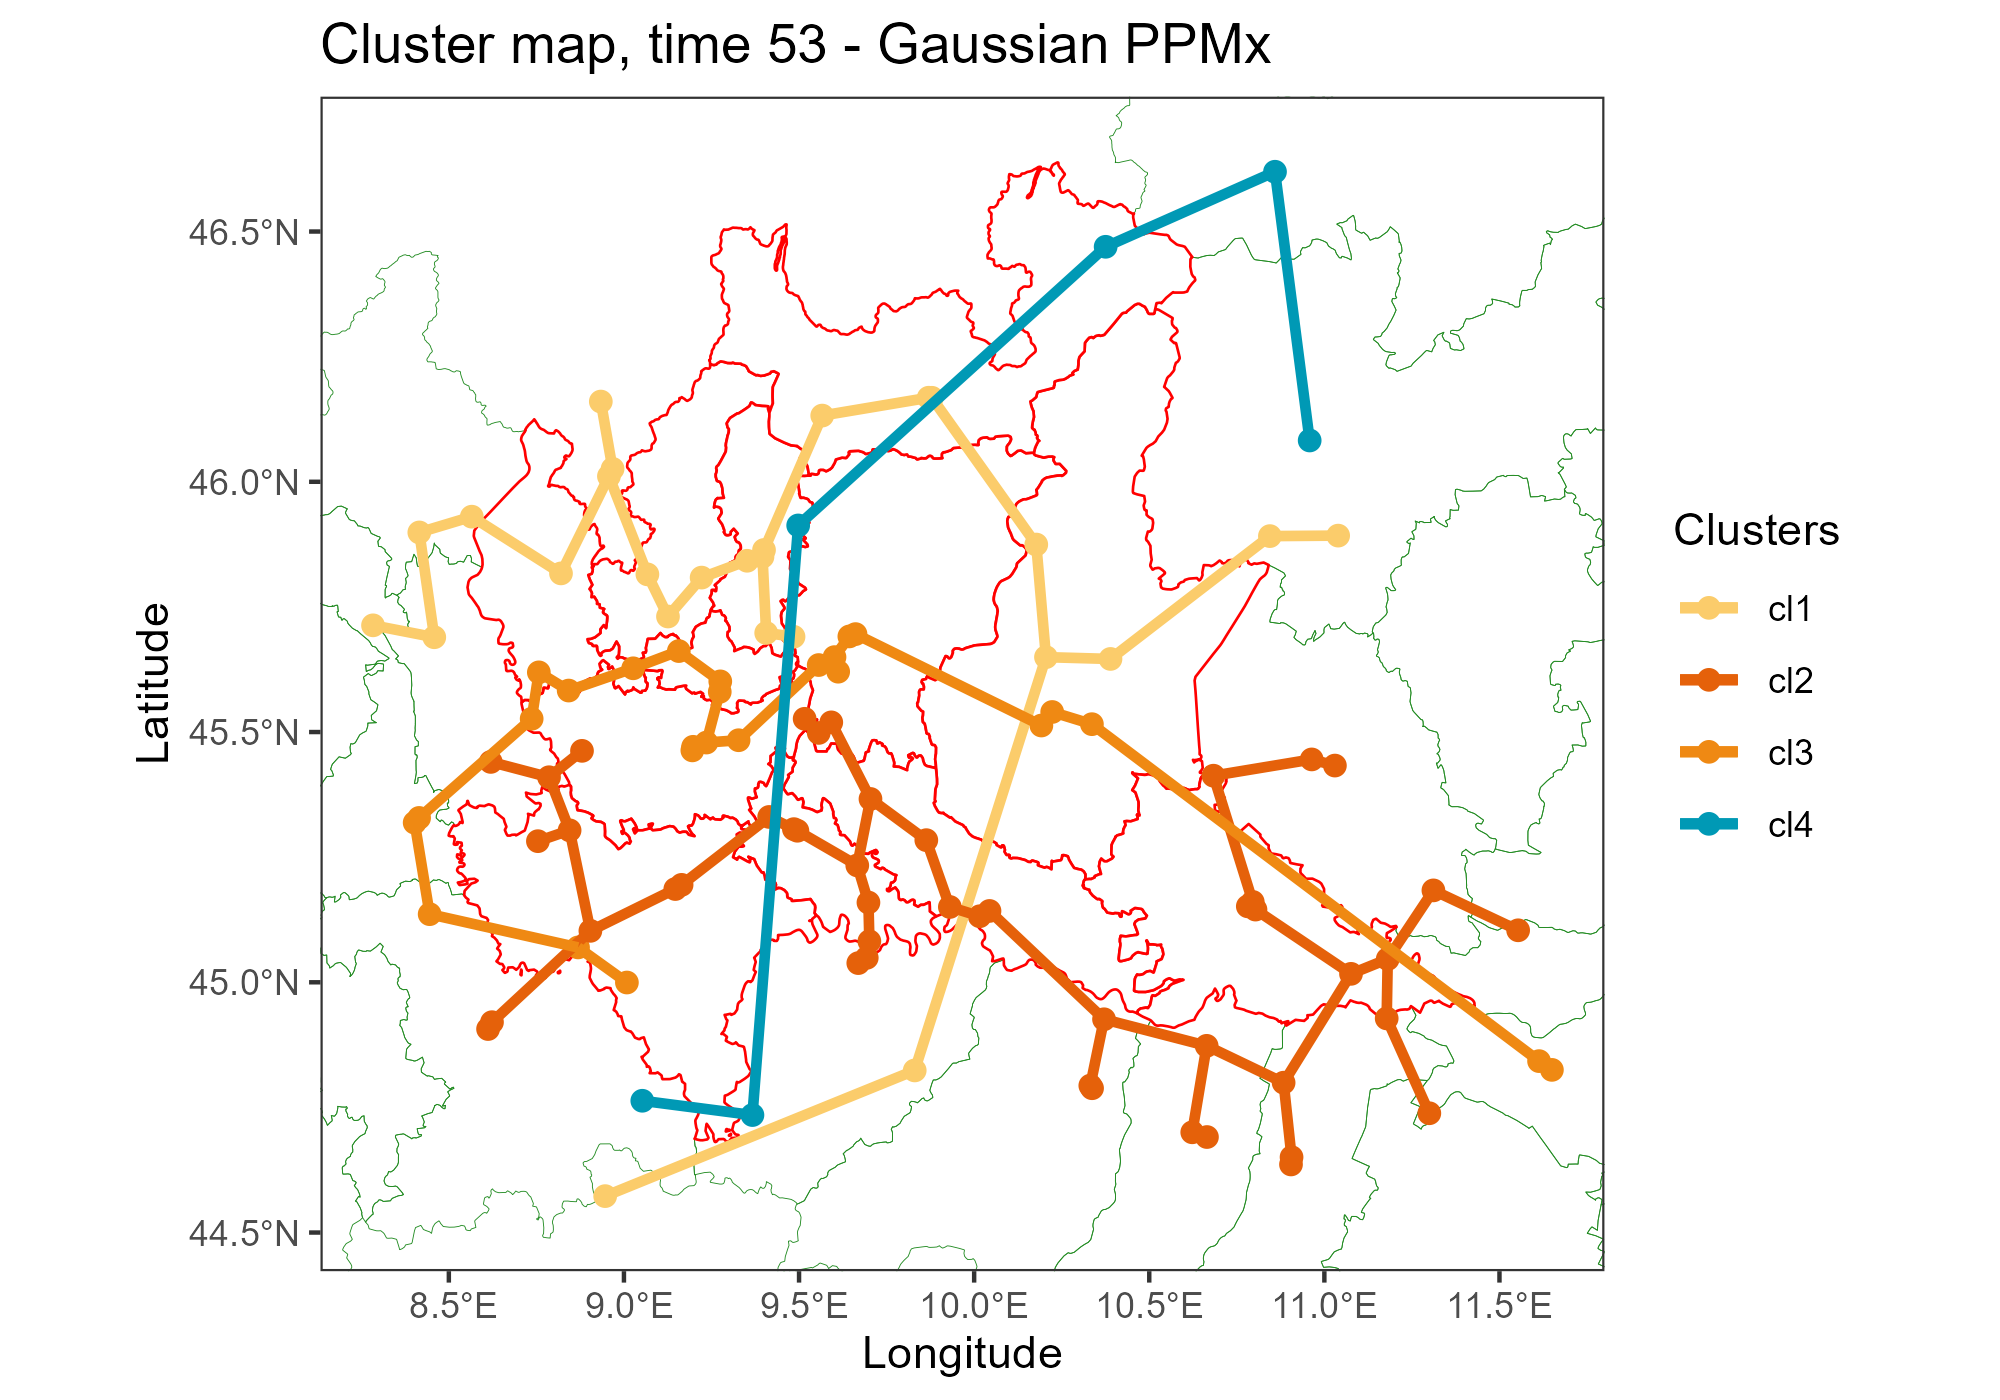 Cluster map, time 53 - Gaussian PPMx
46.5°N
46.0°N
45.5°N
45.0°N
44.5°N
Latitude
8.5°E
9.0°E
9.5°E
10.0°E
10.5°E
11.0°E
11.5°E
Longitude
Clusters
cl1
cl2
cl3
cl4